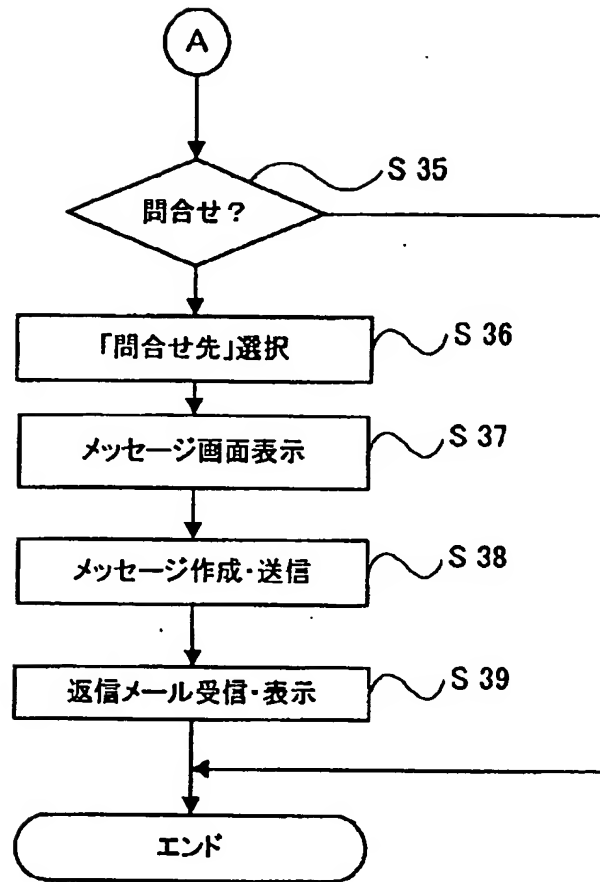 A
問合せ？
S 35
「問合せ先」選択
S 36
メッセージ画面表示
S 37
メッセージ作成・送信
S 38
返信メール受信・表示
S 39
エンド